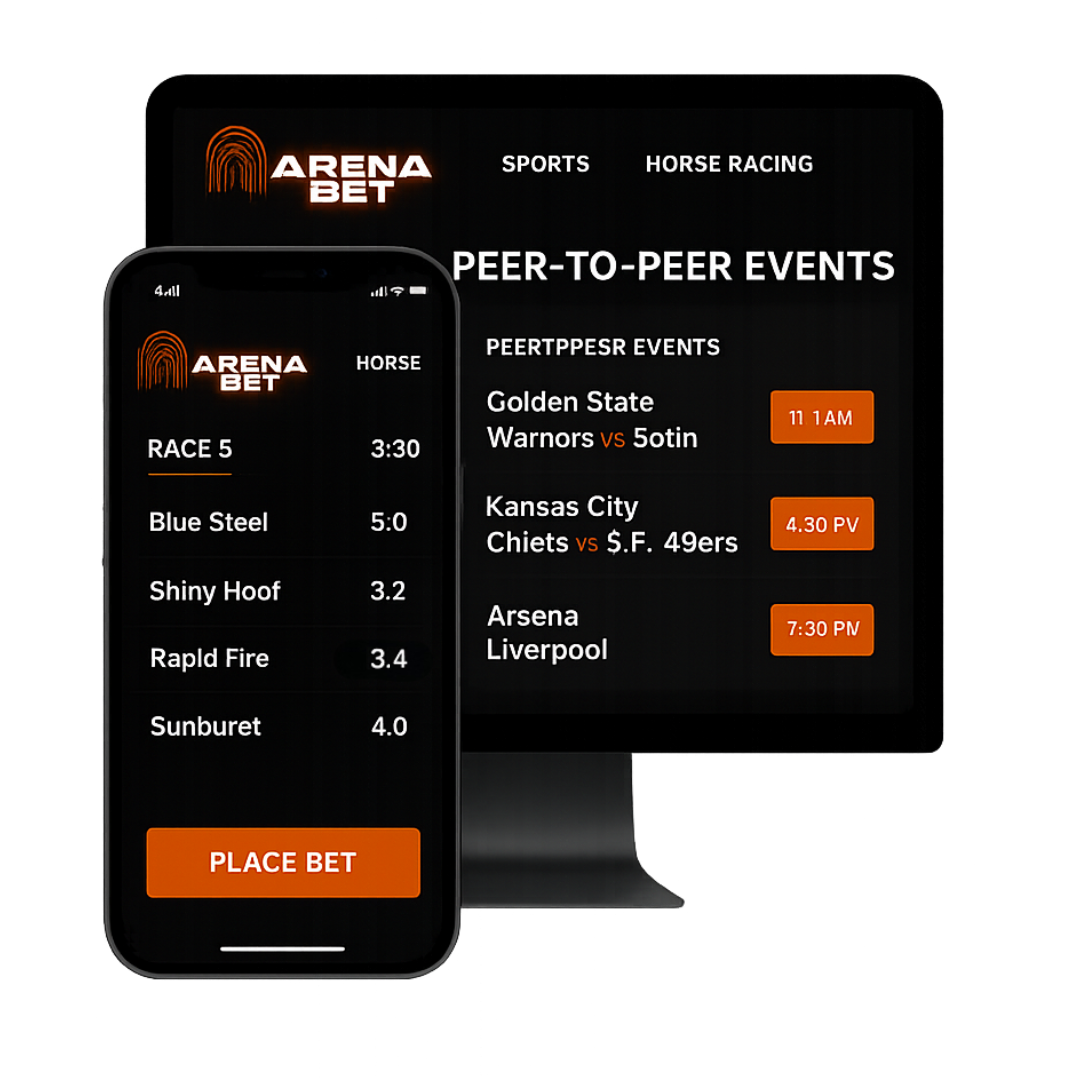 ARENA
BET
SPORTS
HORSE RACING
PEER-TO-PEER EVENTS
PEERTPPESR EVENTS
Golden State
Warnors vs 5otin
11 1AM
Kansas City
Chiets vs $.F. 49ers
4.30 PV
Arsena
Liverpool
7:30 PM
ARENA
BET
HORSE
RACE 5
3:30
Blue Steel
5:0
Shiny Hoof
3.2
Rapld Fire
3.4
Sunburet
4.0
PLACE BET